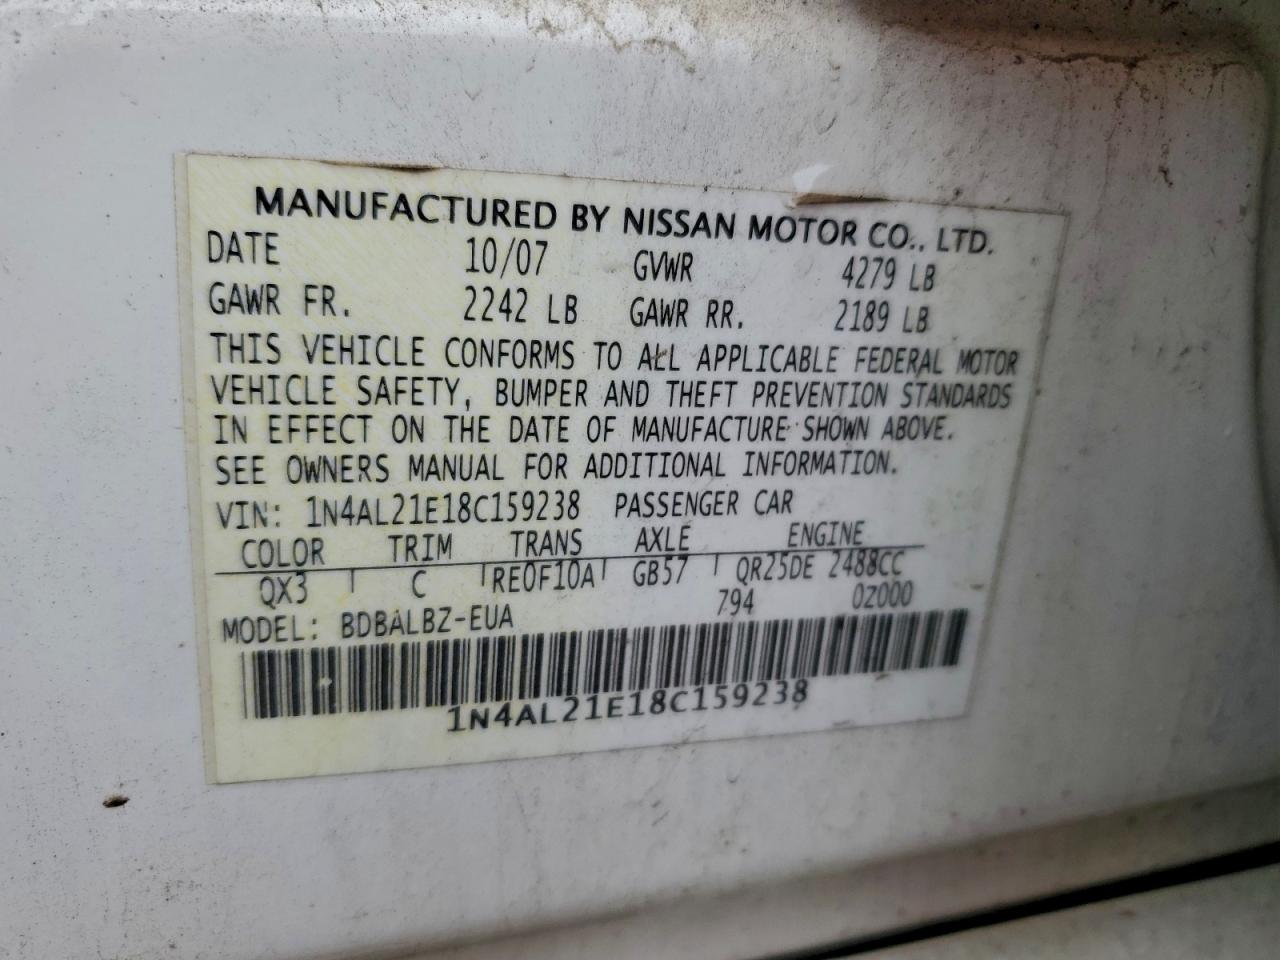 MANUFACTURED BY NISSAN MOTOR CO., LTD.
DATE 10/07 GVWR 4279 LB
GAWR FR. 2242 LB GAWR RR. 2189 LB
THIS VEHICLE CONFORMS TO ALL APPLICABLE FEDERAL MOTOR
VEHICLE SAFETY, BUMPER AND THEFT PREVENTION STANDARDS
IN EFFECT ON THE DATE OF MANUFACTURE SHOWN ABOVE.
SEE OWNERS MANUAL FOR ADDITIONAL INFORMATION.
VIN: 1N4AL21E18C159238 PASSENGER CAR
COLOR TRIM TRANS AXLE ENGINE
QX3 C RE0F10A GB57 QR25DE 2488CC
794 0Z000
MODEL: BDBALBZ-EUA
1N4AL21E18C159238